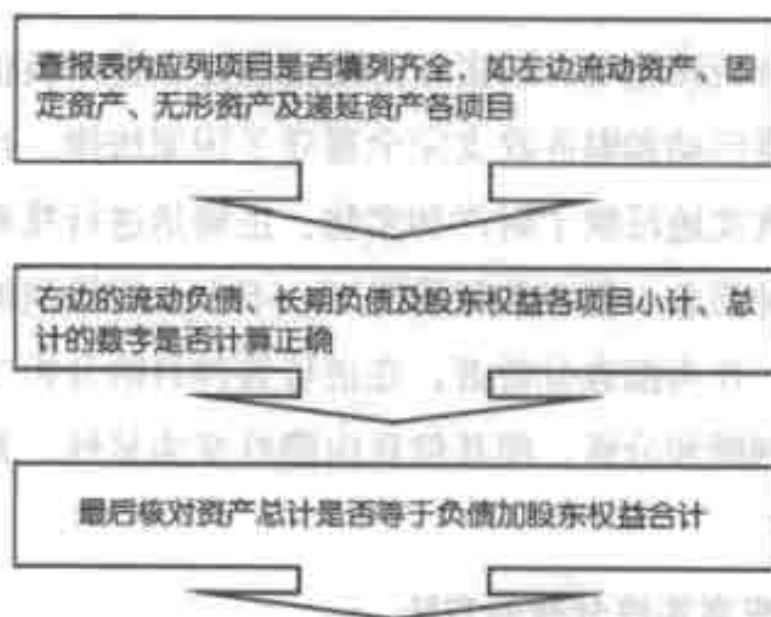 查报表内应列项目是否填列齐全，如左边流动资产、固
定资产、无形资产及递延资产各项目
右边的流动负债、长期负债及股东权益各项目小计、总
计的数字是否计算正确
最后核对资产总计是否等于负债加股东权益合计